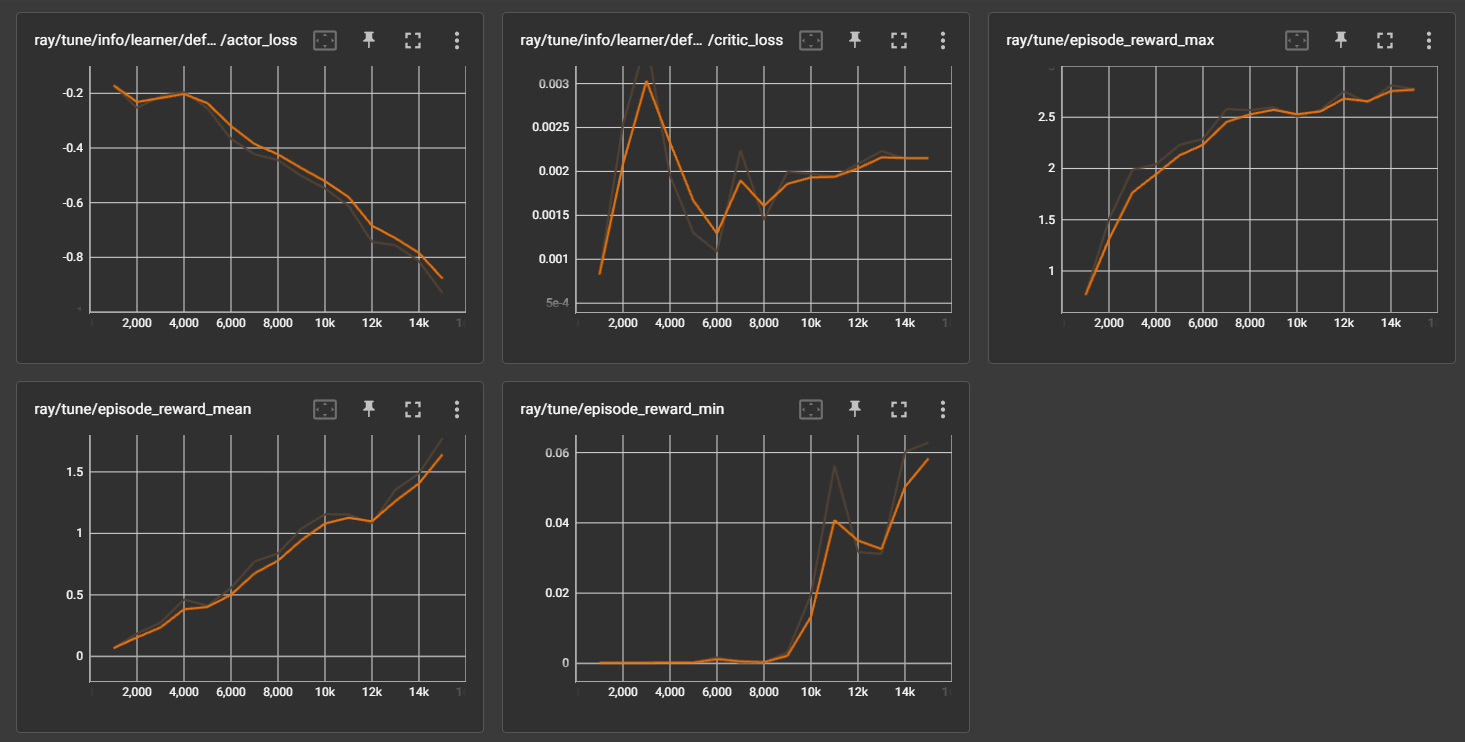 ray/tune/info/learner/def... /actor_loss
-0.2
-0.4
-0.6
-0.8
2,000 4,000 6,000 8,000 10k 12k 14k
ray/tune/info/learner/def... /critic_loss
0.003
0.0025
0.002
0.0015
0.001
5e-4
2,000 4,000 6,000 8,000 10k 12k 14k
ray/tune/episode_reward_max
2.5
2
1.5
1
2,000 4,000 6,000 8,000 10k 12k 14k
ray/tune/episode_reward_mean
1.5
1
0.5
0
2,000 4,000 6,000 8,000 10k 12k 14k
ray/tune/episode_reward_min
0.06
0.04
0.02
0
2,000 4,000 6,000 8,000 10k 12k 14k